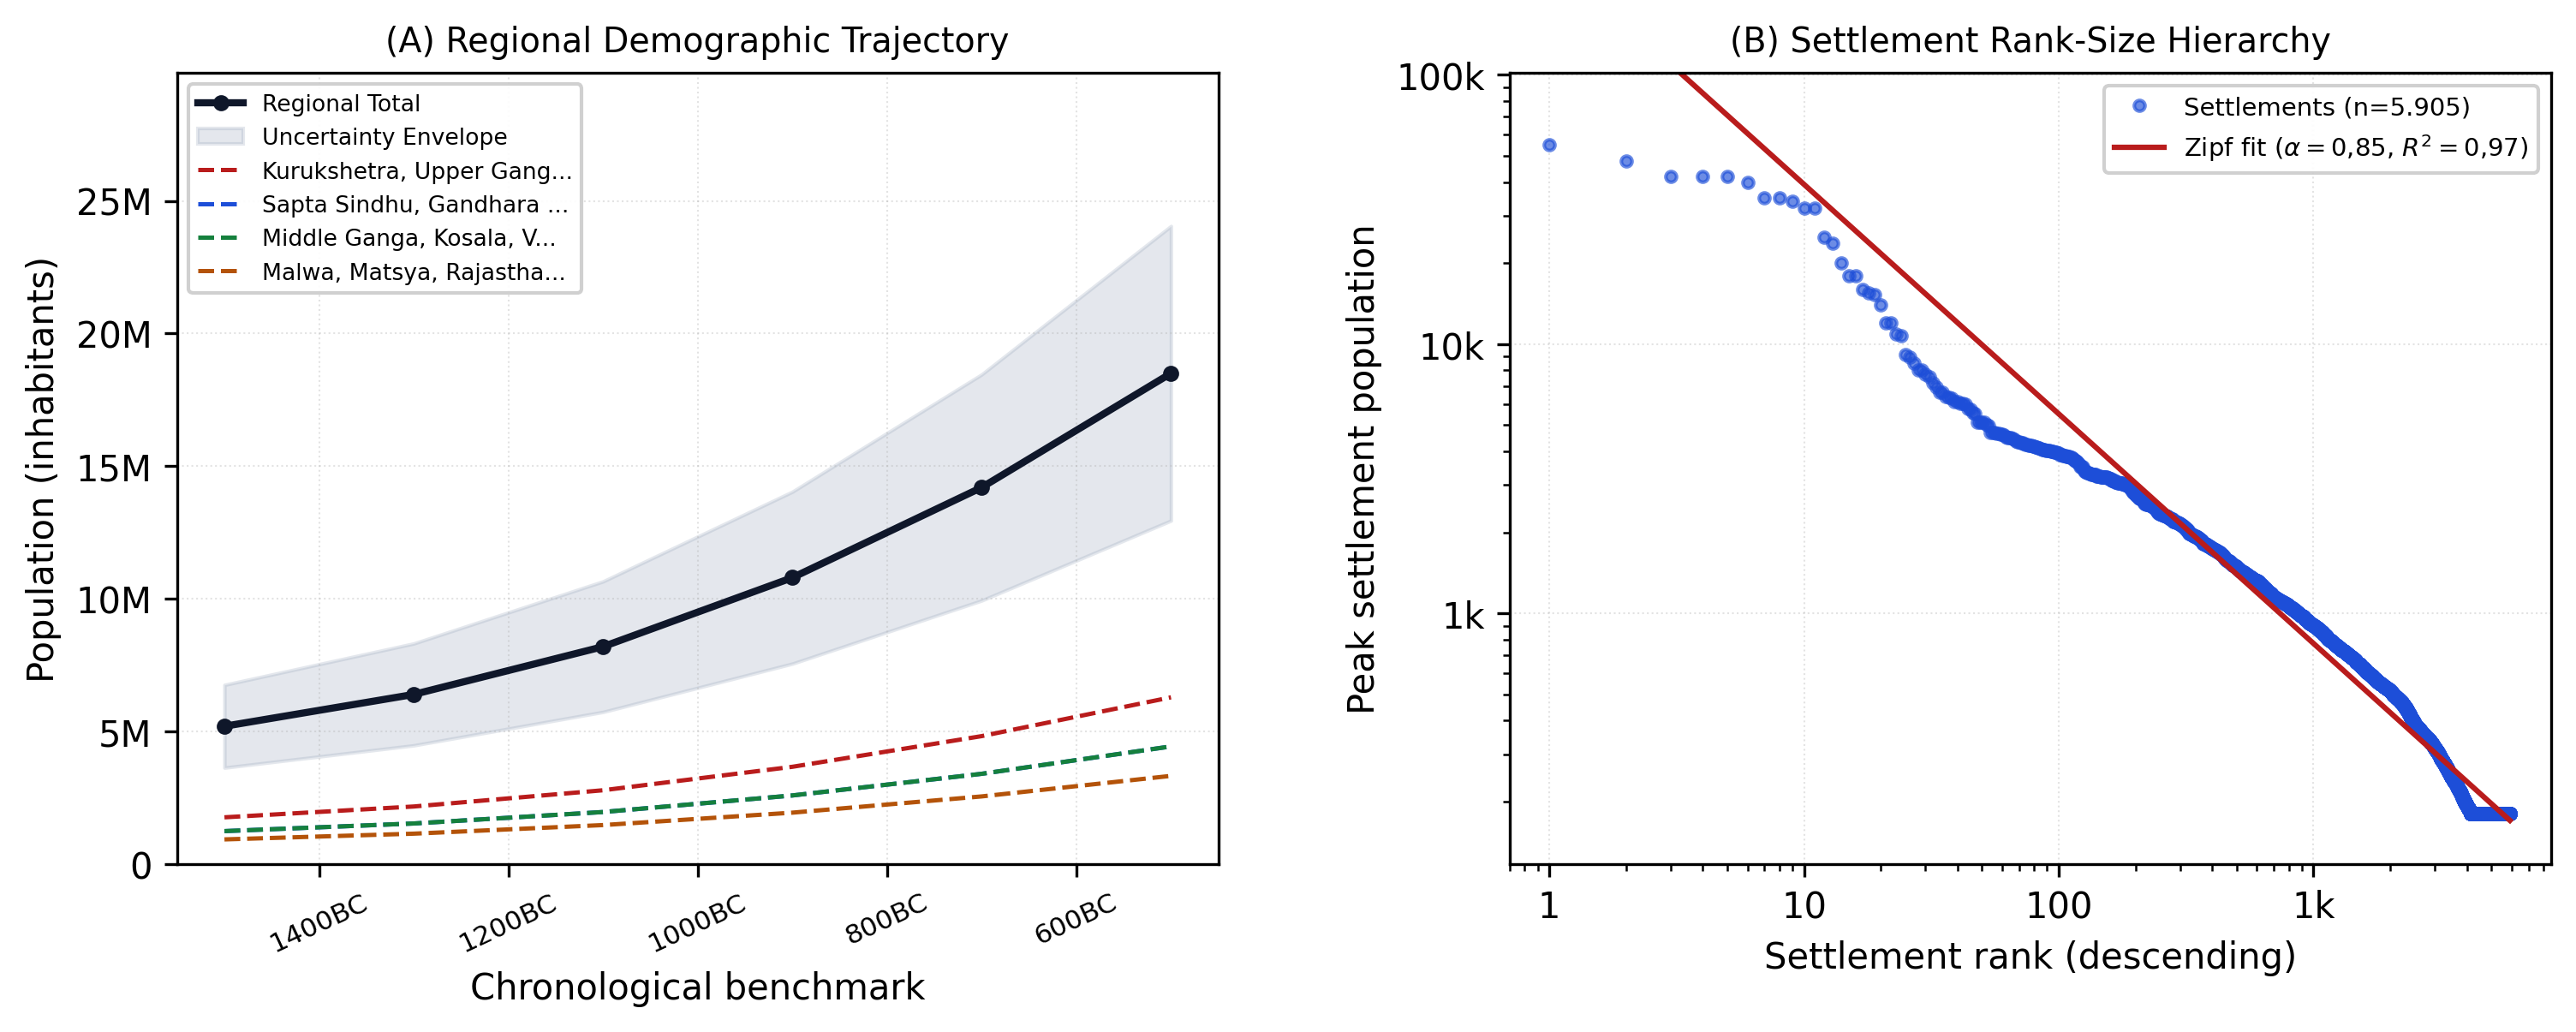 (A) Regional Demographic Trajectory
Regional Total
Uncertainty Envelope
Kurukshetra, Upper Gang...
Sapta Sindhu, Gandhara ...
Middle Ganga, Kosala, V...
Malwa, Matsya, Rajastha...
Population (inhabitants)
25M
20M
15M
10M
5M
0
1400BC
1200BC
1000BC
800BC
600BC
Chronological benchmark
(B) Settlement Rank-Size Hierarchy
Settlements (n=5.905)
Zipf fit (α = 0,85, R² = 0,97)
Peak settlement population
100k
10k
1k
1
10
100
1k
Settlement rank (descending)